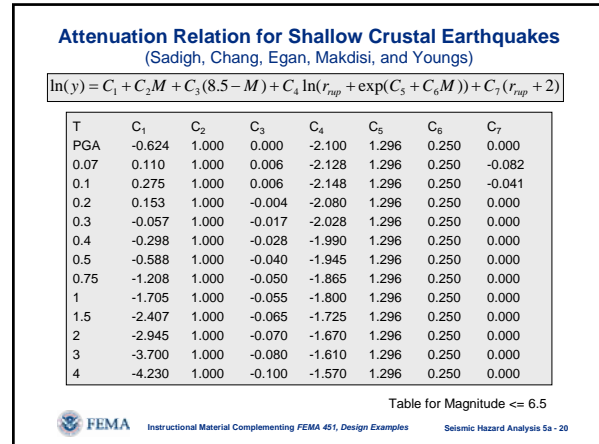 Attenuation Relation for Shallow Crustal Earthquakes
(Sadigh, Chang, Egan, Makdisi, and Youngs)
ln(y) = C₁ + C₂M + C₃(8.5 − M) + C₄ ln(r_rup + exp(C₅ + C₆M)) + C₇(r_rup + 2)
T C₁ C₂ C₃ C₄ C₅ C₆ C₇
PGA -0.624 1.000 0.000 -2.100 1.296 0.250 0.000
0.07 0.110 1.000 0.006 -2.128 1.296 0.250 -0.082
0.1 0.275 1.000 0.006 -2.148 1.296 0.250 -0.041
0.2 0.153 1.000 -0.004 -2.080 1.296 0.250 0.000
0.3 -0.057 1.000 -0.017 -2.028 1.296 0.250 0.000
0.4 -0.298 1.000 -0.028 -1.990 1.296 0.250 0.000
0.5 -0.588 1.000 -0.040 -1.945 1.296 0.250 0.000
0.75 -1.208 1.000 -0.050 -1.865 1.296 0.250 0.000
1 -1.705 1.000 -0.055 -1.800 1.296 0.250 0.000
1.5 -2.407 1.000 -0.065 -1.725 1.296 0.250 0.000
2 -2.945 1.000 -0.070 -1.670 1.296 0.250 0.000
3 -3.700 1.000 -0.080 -1.610 1.296 0.250 0.000
4 -4.230 1.000 -0.100 -1.570 1.296 0.250 0.000
Table for Magnitude <= 6.5
FEMA Instructional Material Complementing FEMA 451, Design Examples Seismic Hazard Analysis 5a - 20